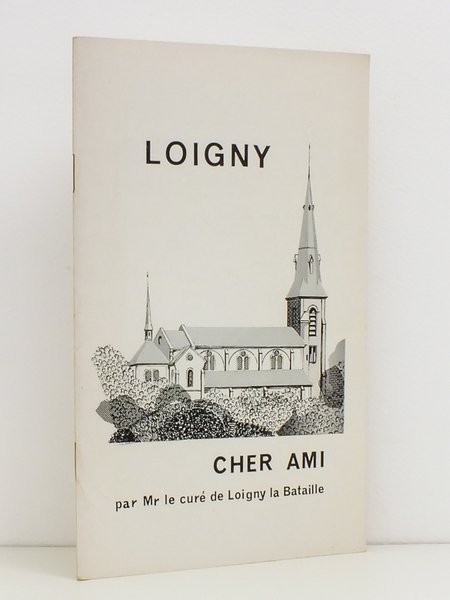 LOIGNY
CHER AMI
par Mr le curé de Loigny la Bataille